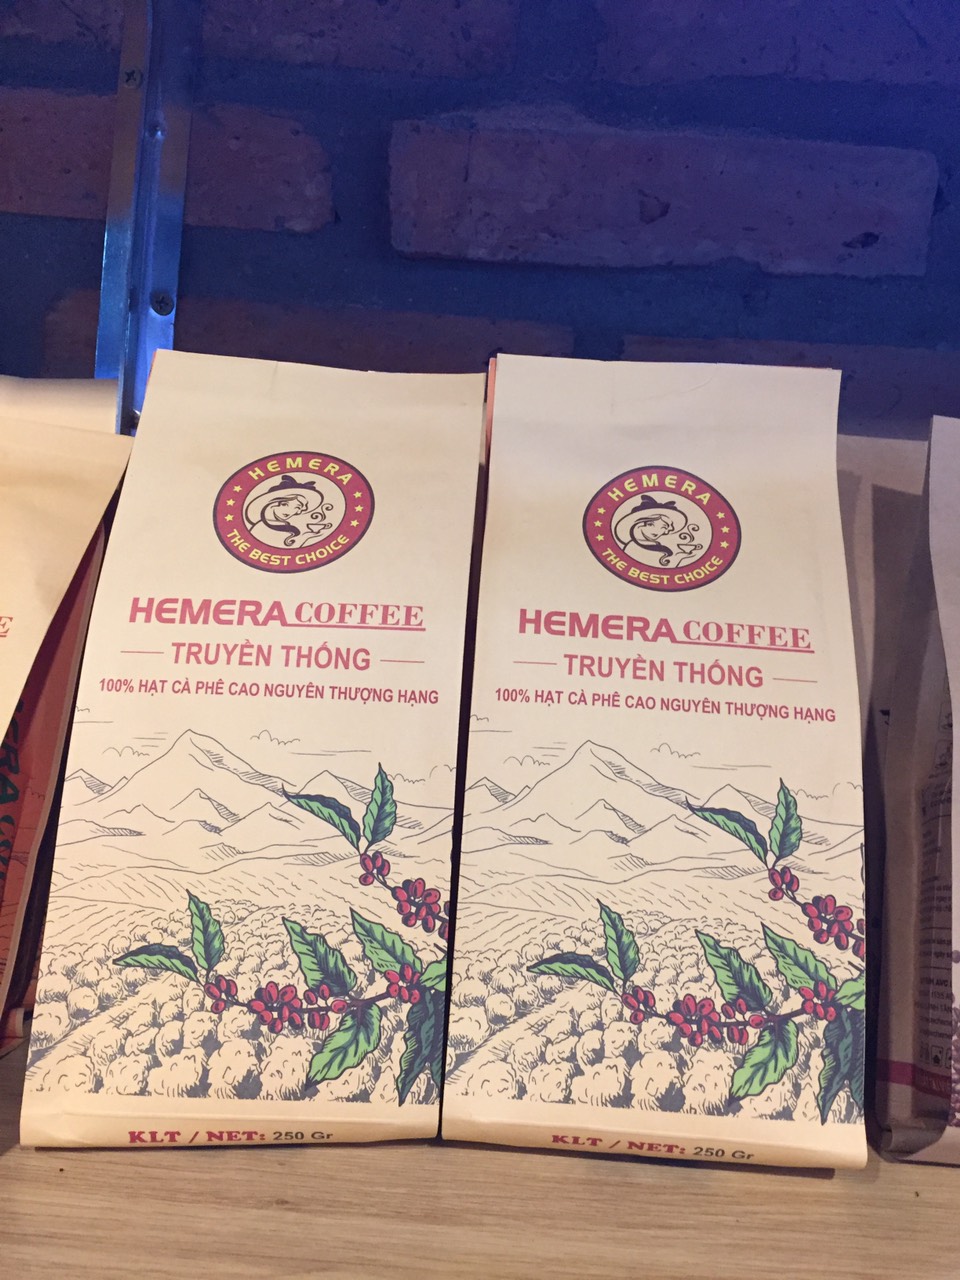 HEMERA
THE BEST CHOICE
HEMERA COFFEE
TRUYỀN THỐNG
100% HẠT CÀ PHÊ CAO NGUYÊN THƯỢNG HẠNG
KLT / NET: 250 Gr
HEMERA
THE BEST CHOICE
HEMERA COFFEE
TRUYỀN THỐNG
100% HẠT CÀ PHÊ CAO NGUYÊN THƯỢNG HẠNG
KLT / NET: 250 Gr